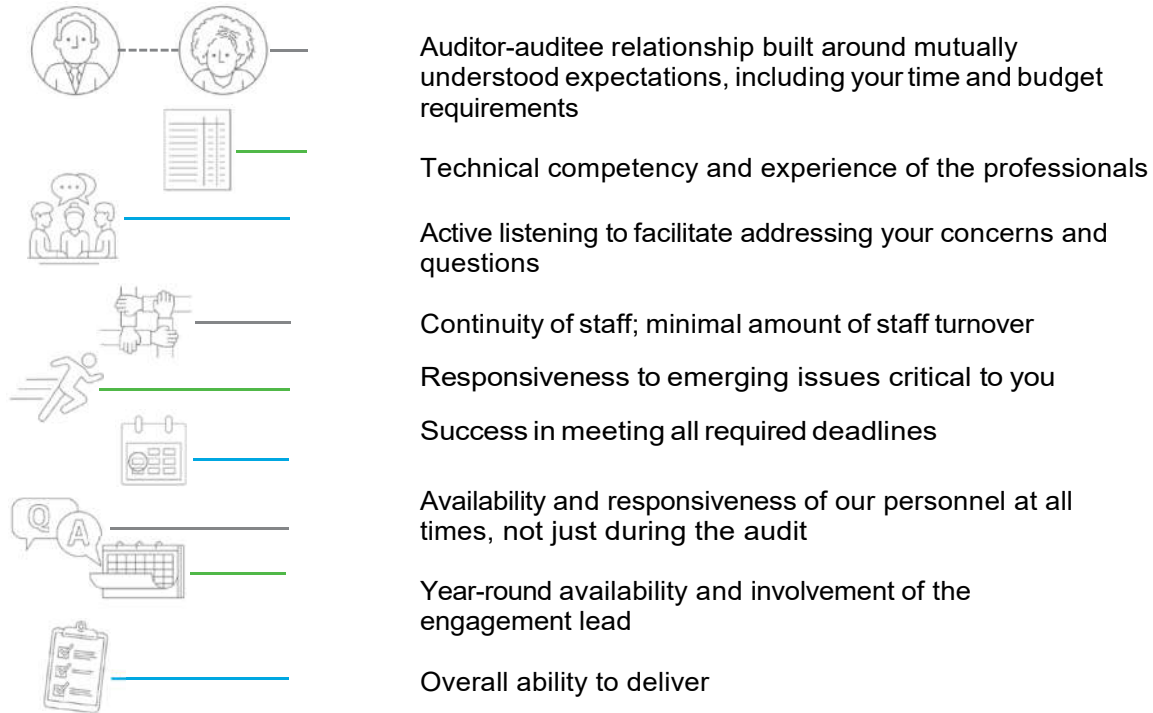 Auditor-auditee relationship built around mutually
understood expectations, including your time and budget
requirements
Technical competency and experience of the professionals
Active listening to facilitate addressing your concerns and
questions
Continuity of staff; minimal amount of staff turnover
Responsiveness to emerging issues critical to you
Success in meeting all required deadlines
Q
A
Availability and responsiveness of our personnel at all
times, not just during the audit
Year-round availability and involvement of the
engagement lead
Overall ability to deliver